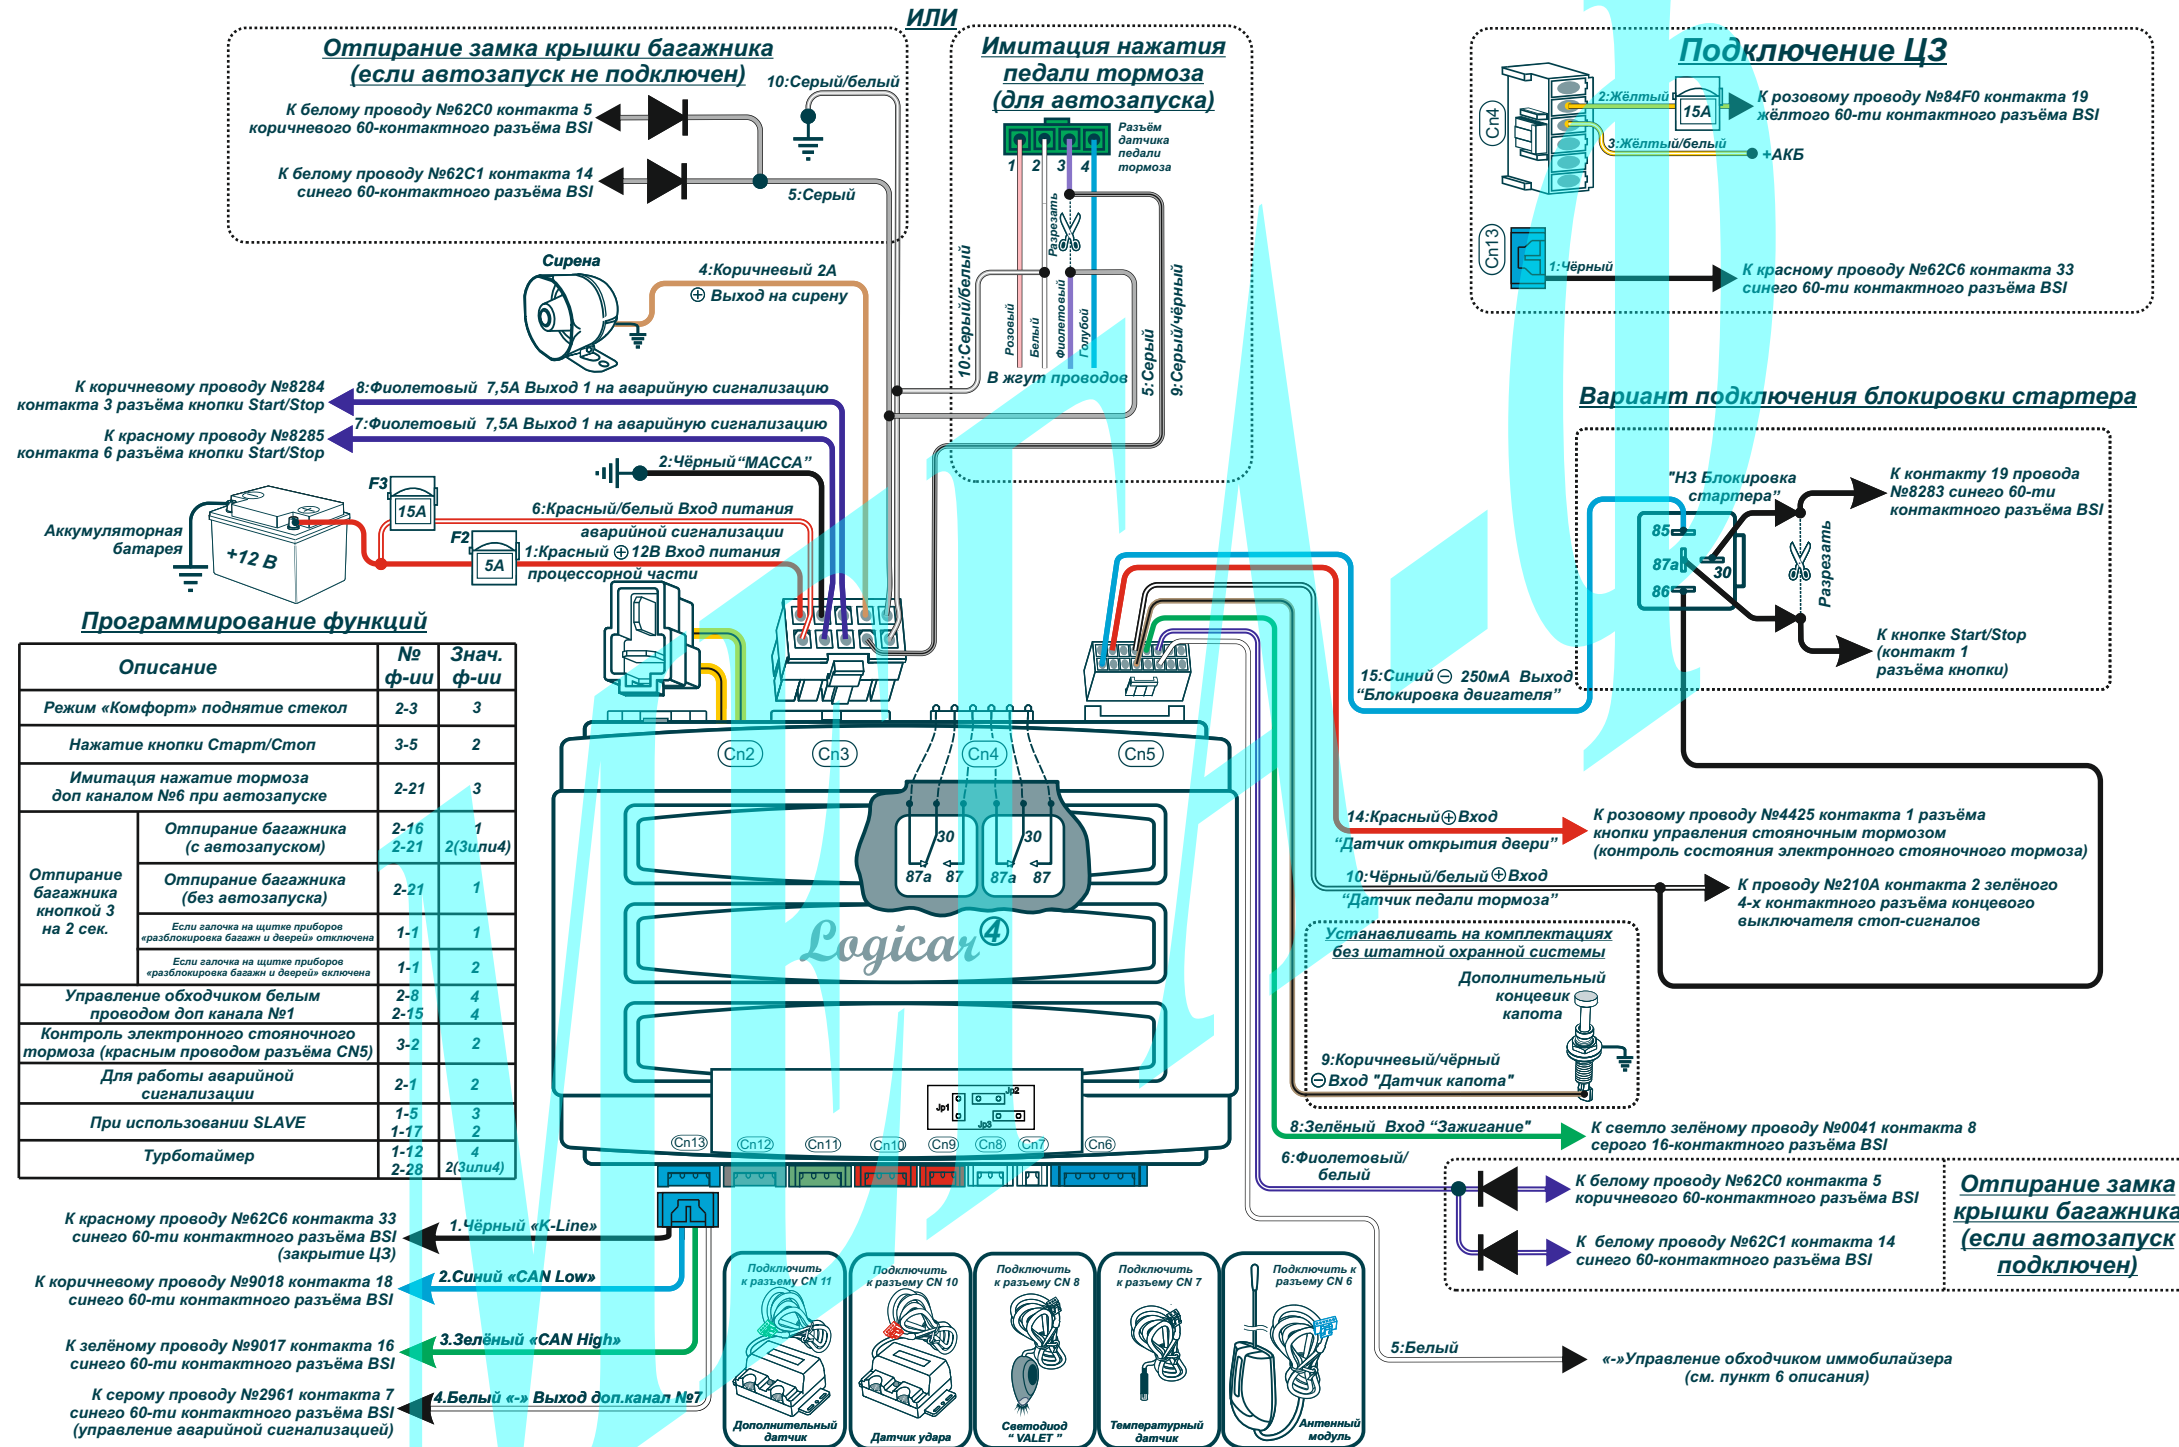 ИЛИ
Отпирание замка крышки багажника
(если автозапуск не подключен)
10:Серый/белый
К белому проводу №62C0 контакта 5
коричневого 60-контактного разъёма BSI
К белому проводу №62C1 контакта 14
синего 60-контактного разъёма BSI
5:Серый
Имитация нажатия
педали тормоза
(для автозапуска)
Разъём
датчика
педали
тормоза
1 2 3 4
Разрезать
10:Серый/белый
Розовый
Белый
Фиолетовый
Голубой
5:Серый
9:Серый/чёрный
В жгут проводов
Подключение ЦЗ
Cn4
2:Жёлтый
15А
К розовому проводу №84F0 контакта 19
жёлтого 60-ти контактного разъёма BSI
3:Жёлтый/белый
+АКБ
Cn13
1:Чёрный
К красному проводу №62C6 контакта 33
синего 60-ти контактного разъёма BSI
Сирена
4:Коричневый 2А
⊕ Выход на сирену
К коричневому проводу №8284
контакта 3 разъёма кнопки Start/Stop
8:Фиолетовый 7,5А Выход 1 на аварийную сигнализацию
К красному проводу №8285
контакта 6 разъёма кнопки Start/Stop
7:Фиолетовый 7,5А Выход 1 на аварийную сигнализацию
2:Чёрный“МАССА”
F3
15А
6:Красный/белый Вход питания
аварийной сигнализации
Аккумуляторная
батарея
+12 В
F2
5А
1:Красный ⊕ 12В Вход питания
процессорной части
Вариант подключения блокировки стартера
"НЗ Блокировка
стартера”
85
87а
30
86
Разрезать
К контакту 19 провода
№8283 синего 60-ти
контактного разъёма BSI
К кнопке Start/Stop
(контакт 1
разъёма кнопки)
15:Синий ⊖ 250мА Выход
“Блокировка двигателя”
Программирование функций
Описание
№
ф-ии
Знач.
ф-ии
Режим «Комфорт» поднятие стекол 2-3 3
Нажатие кнопки Старт/Стоп 3-5 2
Имитация нажатие тормоза
доп каналом №6 при автозапуске 2-21 3
Отпирание
багажника
кнопкой 3
на 2 сек.
Отпирание багажника 2-16 1
(с автозапуском) 2-21 2(3или4)
Отпирание багажника
(без автозапуска) 2-21 1
Если галочка на щитке приборов
«разблокировка багажн и дверей» отключена 1-1 1
Если галочка на щитке приборов
«разблокировка багажн и дверей» включена 1-1 2
Управление обходчиком белым 2-8 4
проводом доп канала №1 2-15 4
Контроль электронного стояночного
тормоза (красным проводом разъёма CN5) 3-2 2
Для работы аварийной
сигнализации 2-1 2
При использовании SLAVE 1-5 3
1-17 2
Турботаймер 1-12 4
2-28 2(3или4)
Cn2 Cn3 Cn4 Cn5
30 30
87а 87 87а 87
Logicar 4
Jp1 Jp2
Jp3
Cn13 Cn12 Cn11 Cn10 Cn9 Cn8 Cn7 Cn6
14:Красный ⊕ Вход
“Датчик открытия двери”
К розовому проводу №4425 контакта 1 разъёма
кнопки управления стояночным тормозом
(контроль состояния электронного стояночного тормоза)
10:Чёрный/белый ⊕ Вход
“Датчик педали тормоза”
К проводу №210A контакта 2 зелёного
4-х контактного разъёма концевого
выключателя стоп-сигналов
Устанавливать на комплектациях
без штатной охранной системы
Дополнительный
концевик
капота
9:Коричневый/чёрный
⊖ Вход "Датчик капота"
8:Зелёный Вход “Зажигание"
К светло зелёному проводу №0041 контакта 8
серого 16-контактного разъёма BSI
6:Фиолетовый/
белый
К белому проводу №62C0 контакта 5
коричневого 60-контактного разъёма BSI
К белому проводу №62C1 контакта 14
синего 60-контактного разъёма BSI
Отпирание замка
крышки багажника
(если автозапуск
подключен)
5:Белый
«-»Управление обходчиком иммобилайзера
(см. пункт 6 описания)
К красному проводу №62C6 контакта 33
синего 60-ти контактного разъёма BSI
(закрытие ЦЗ)
1.Чёрный «K-Line»
К коричневому проводу №9018 контакта 18
синего 60-ти контактного разъёма BSI
2.Синий «CAN Low»
К зелёному проводу №9017 контакта 16
синего 60-ти контактного разъёма BSI
3.Зелёный «CAN High»
К серому проводу №2961 контакта 7
синего 60-ти контактного разъёма BSI
(управление аварийной сигнализацией)
4.Белый «-» Выход доп.канал №7
Подключить
к разъему CN 11
Дополнительный
датчик
Подключить
к разъему CN 10
Датчик удара
Подключить
к разъему CN 8
Светодиод
“ VALET ”
Подключить
к разъему CN 7
Температурный
датчик
Подключить к
разъему CN 6
Антенный
модуль